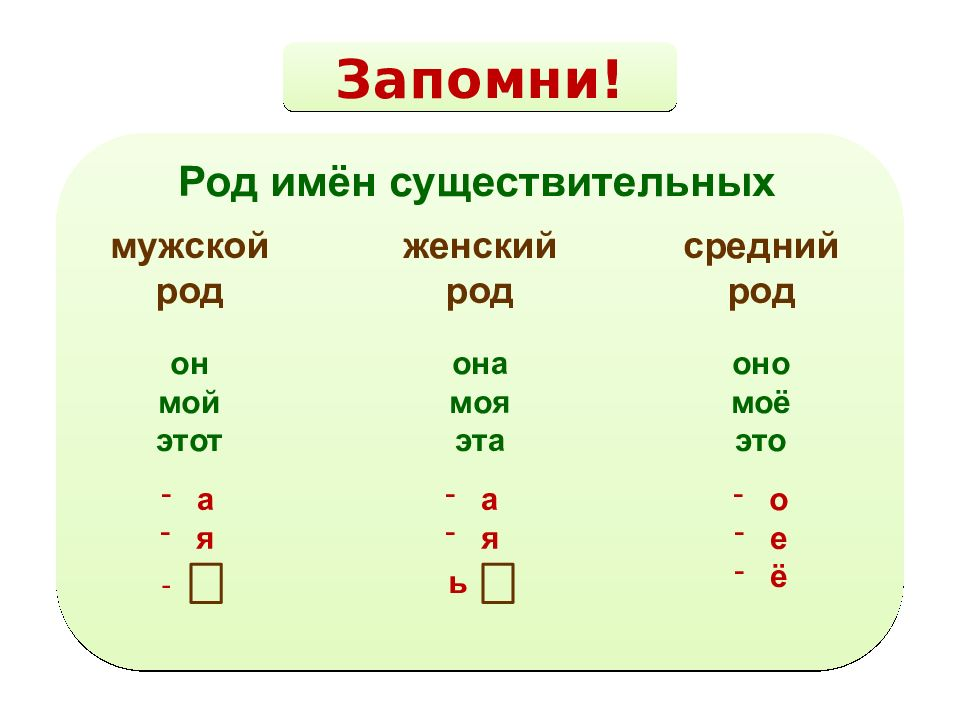 Запомни!
Род имён существительных
мужской род
женский род
средний род
он
мой
этот
она
моя
эта
оно
моё
это
- а
- я
- □
- а
- я
ь □
- о
- е
- ё